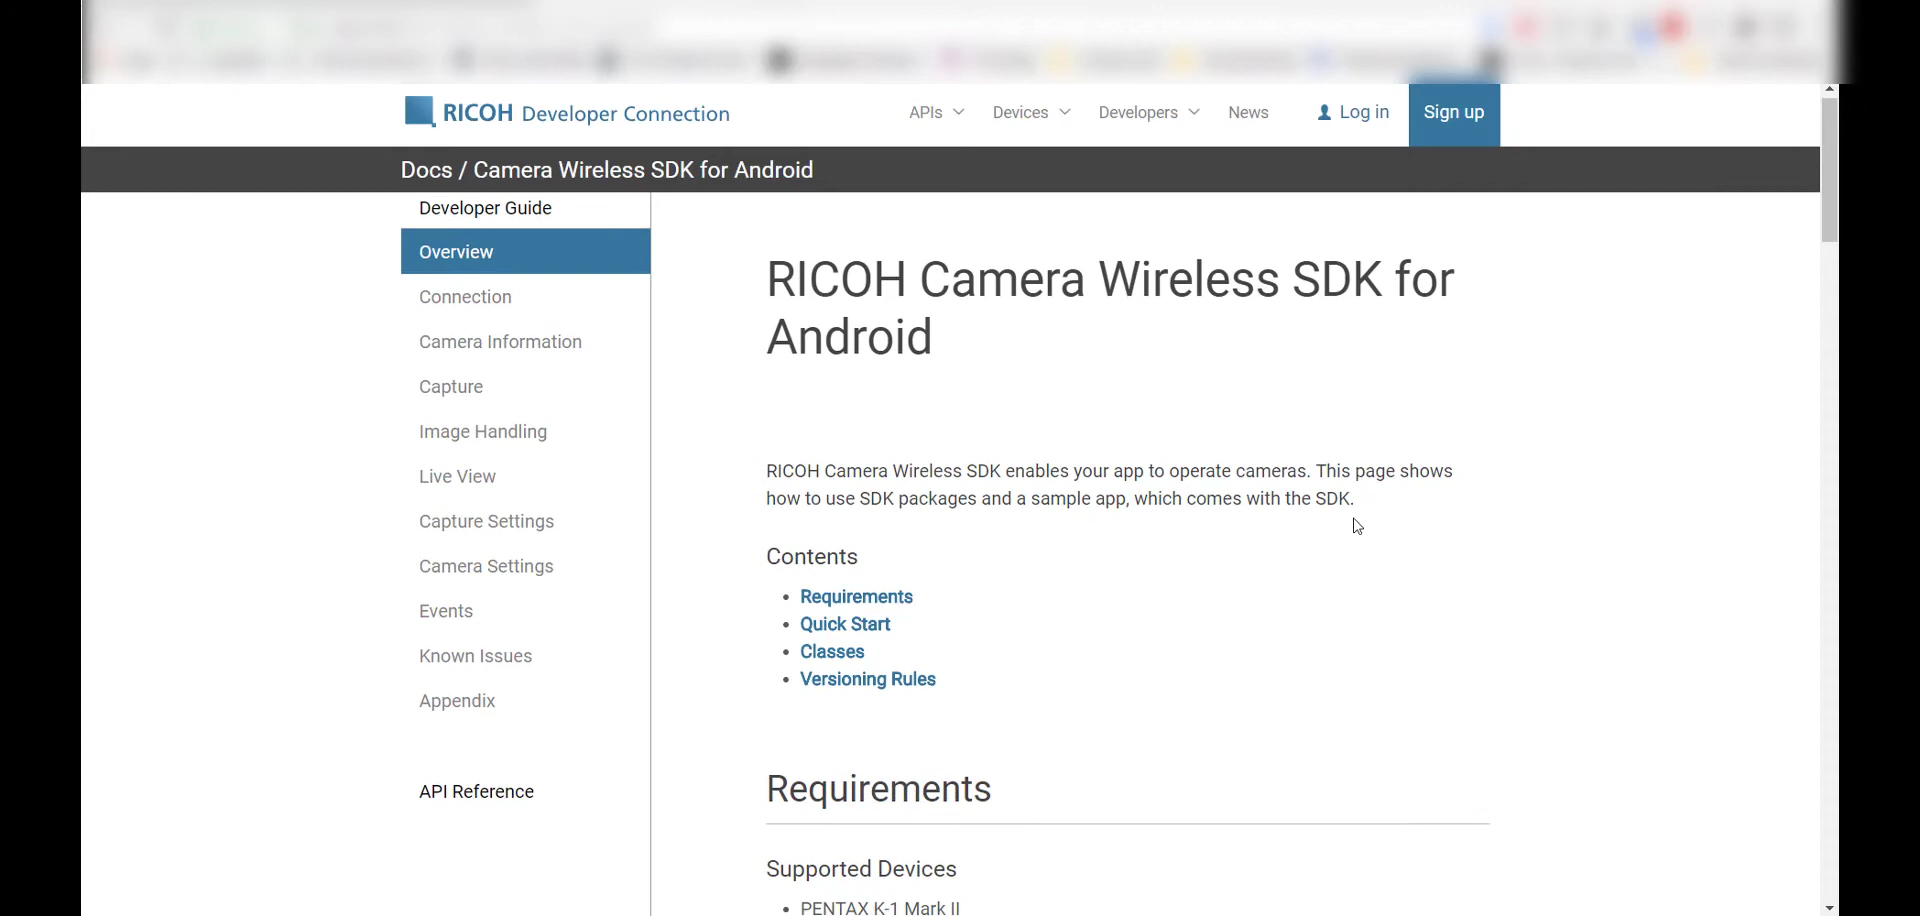 RICOH Developer Connection
APIs
Devices
Developers
News
Log in
Sign up
Docs / Camera Wireless SDK for Android
Developer Guide
Overview
Connection
Camera Information
Capture
Image Handling
Live View
Capture Settings
Camera Settings
Events
Known Issues
Appendix
API Reference
RICOH Camera Wireless SDK for
Android
RICOH Camera Wireless SDK enables your app to operate cameras. This page shows
how to use SDK packages and a sample app, which comes with the SDK.
Contents
• Requirements
• Quick Start
• Classes
• Versioning Rules
Requirements
Supported Devices
• PENTAX K-1 Mark II